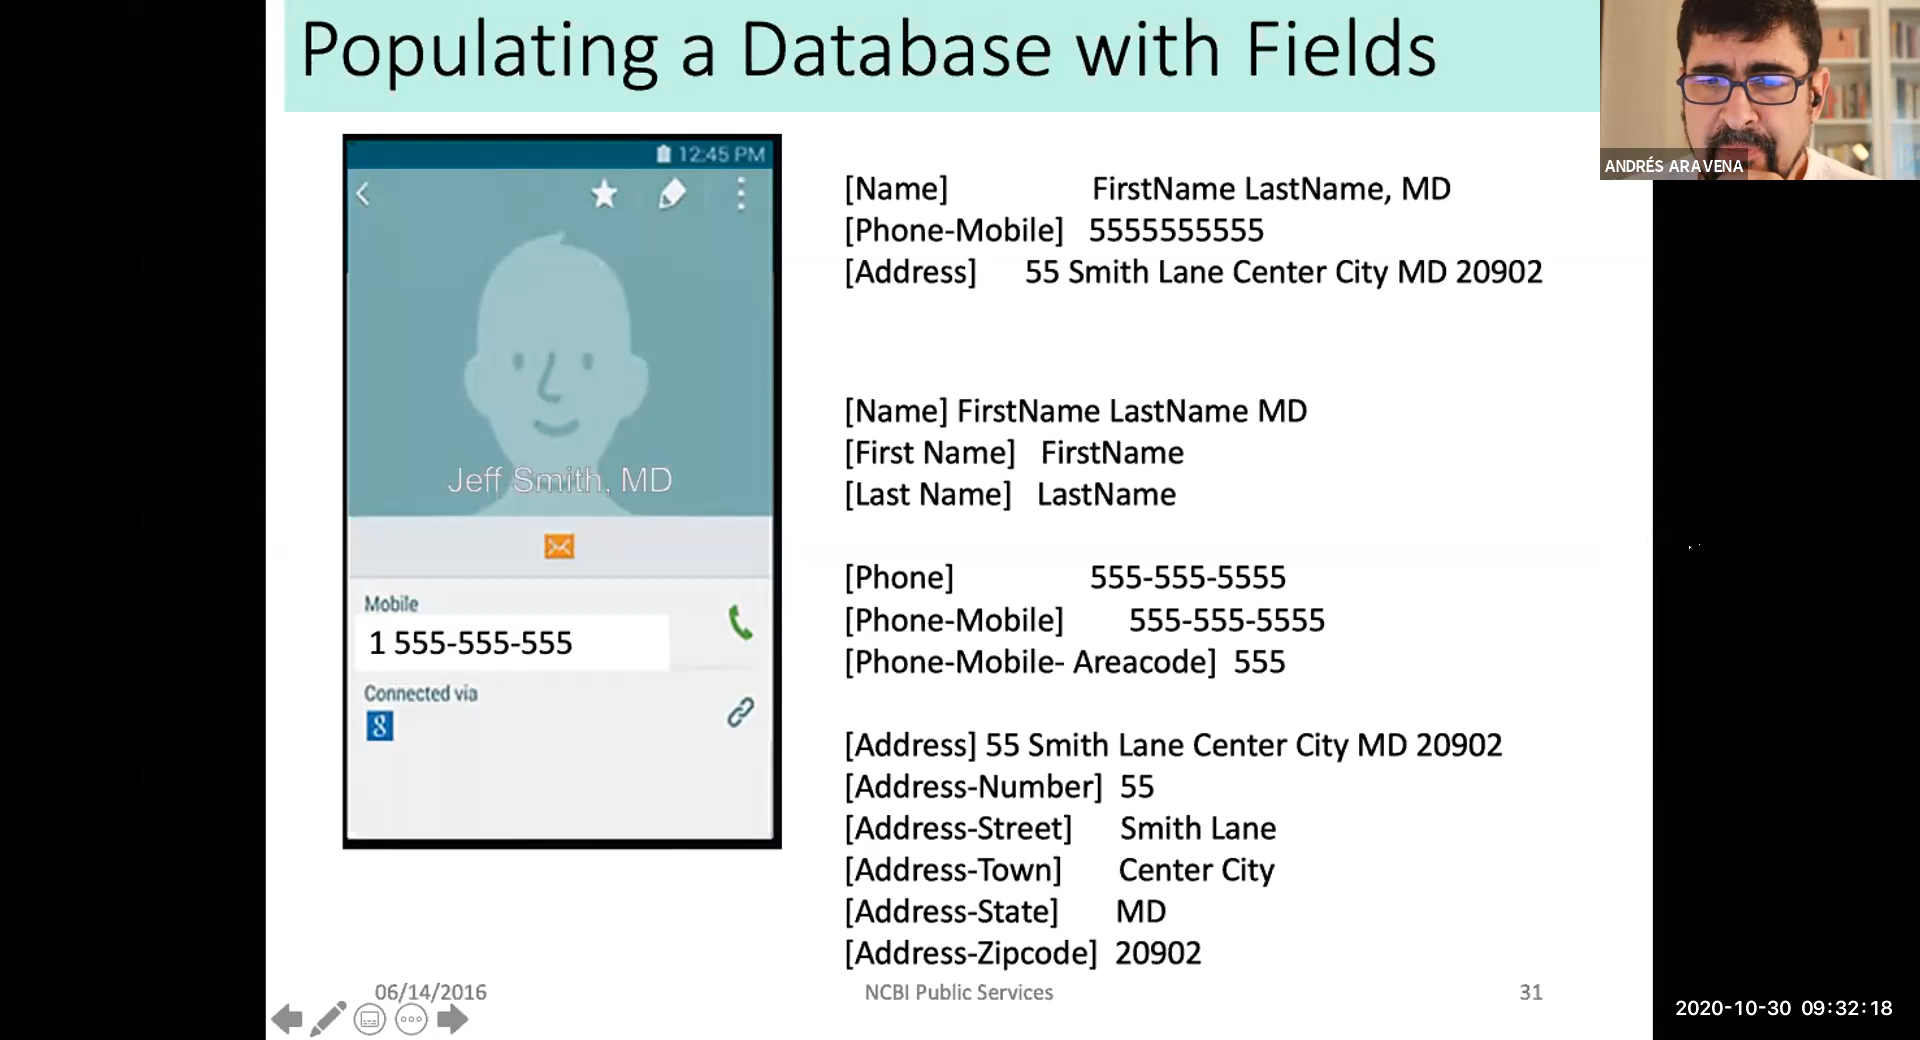 Populating a Database with Fields
ANDRÉS ARAVENA
12:45 PM
Jeff Smith, MD
Mobile
1 555-555-555
Connected via
8
[Name] FirstName LastName, MD
[Phone-Mobile] 5555555555
[Address] 55 Smith Lane Center City MD 20902
[Name] FirstName LastName MD
[First Name] FirstName
[Last Name] LastName
[Phone] 555-555-5555
[Phone-Mobile] 555-555-5555
[Phone-Mobile- Areacode] 555
[Address] 55 Smith Lane Center City MD 20902
[Address-Number] 55
[Address-Street] Smith Lane
[Address-Town] Center City
[Address-State] MD
[Address-Zipcode] 20902
06/14/2016
NCBI Public Services
31
2020-10-30 09:32:18